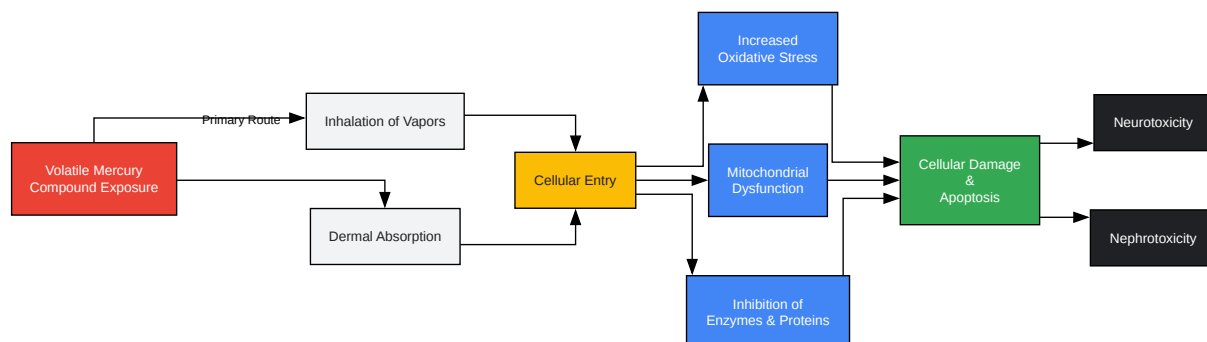 Volatile Mercury
Compound Exposure
Primary Route
Inhalation of Vapors
Dermal Absorption
Cellular Entry
Increased
Oxidative Stress
Mitochondrial
Dysfunction
Inhibition of
Enzymes & Proteins
Cellular Damage
&
Apoptosis
Neurotoxicity
Nephrotoxicity